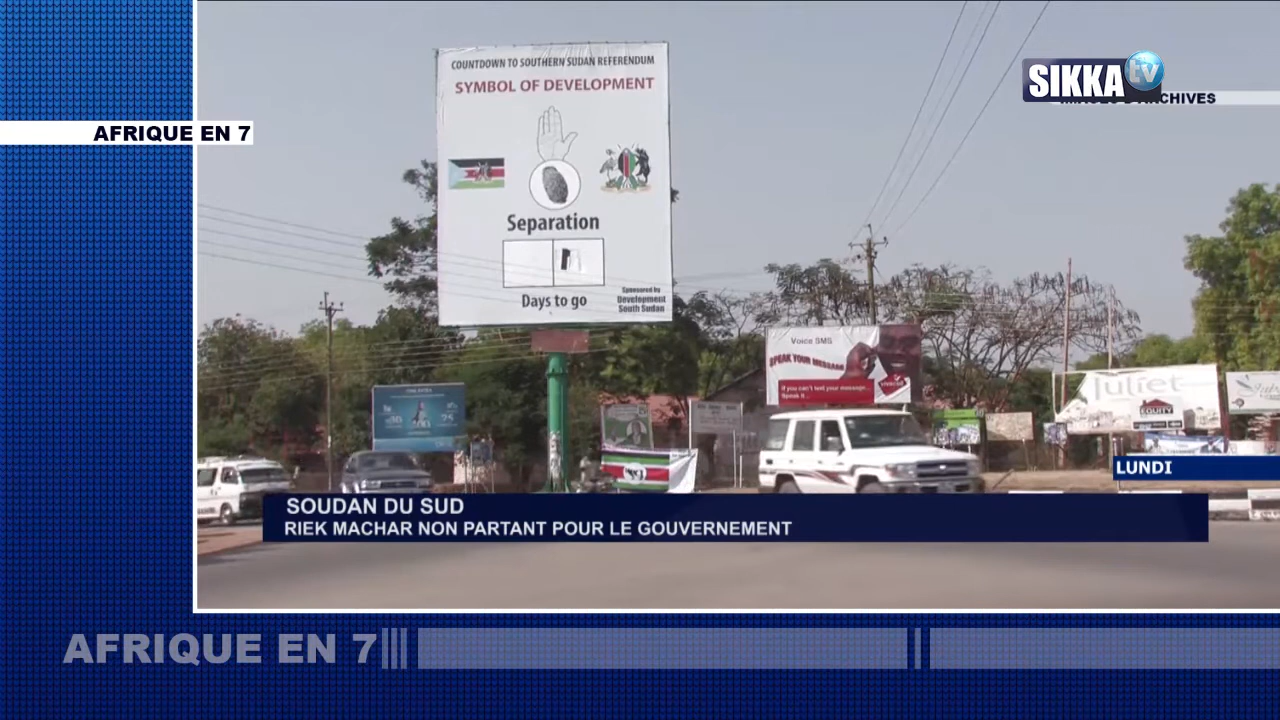 COUNTDOWN TO SOUTHERN SUDAN REFERENDUM
SYMBOL OF DEVELOPMENT
Separation
Days to go
Sponsored by
Development
South Sudan
SIKKA tv
IMAGES D'ARCHIVES
AFRIQUE EN 7
Voice SMS
SPEAK YOUR MESSAGE
If you can't text your message...
Speak it...
Juliet
EQUITY
LUNDI
SOUDAN DU SUD
RIEK MACHAR NON PARTANT POUR LE GOUVERNEMENT
AFRIQUE EN 7